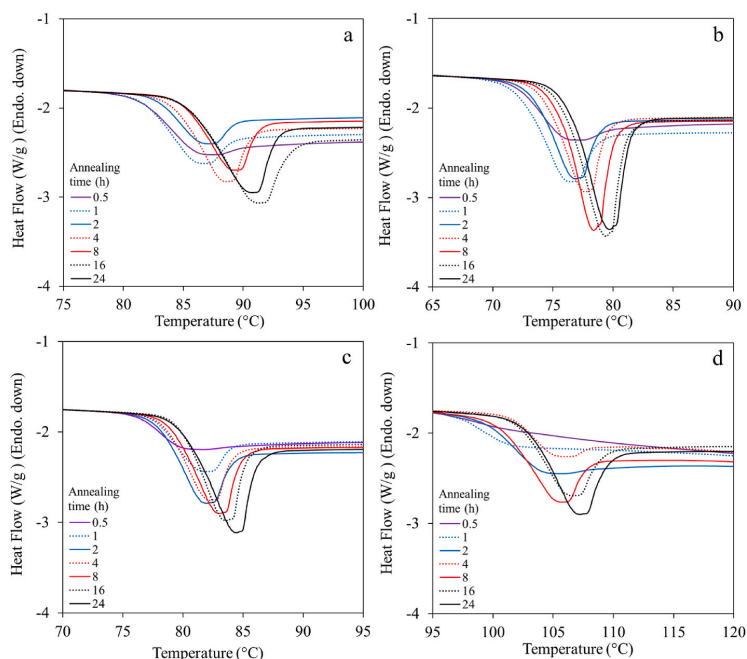 a
-1
-2
-3
-4
Heat Flow (W/g) (Endo. down)
Annealing
time (h)
0.5
1
2
4
8
16
24
75 80 85 90 95 100
Temperature (°C)
b
-1
-2
-3
-4
Heat Flow (W/g) (Endo. down)
Annealing
time (h)
0.5
1
2
4
8
16
24
65 70 75 80 85 90
Temperature (°C)
c
-1
-2
-3
-4
Heat Flow (W/g) (Endo. down)
Annealing
time (h)
0.5
1
2
4
8
16
24
70 75 80 85 90 95
Temperature (°C)
d
-1
-2
-3
-4
Heat Flow (W/g) (Endo. down)
Annealing
time (h)
0.5
1
2
4
8
16
24
95 100 105 110 115 120
Temperature (°C)